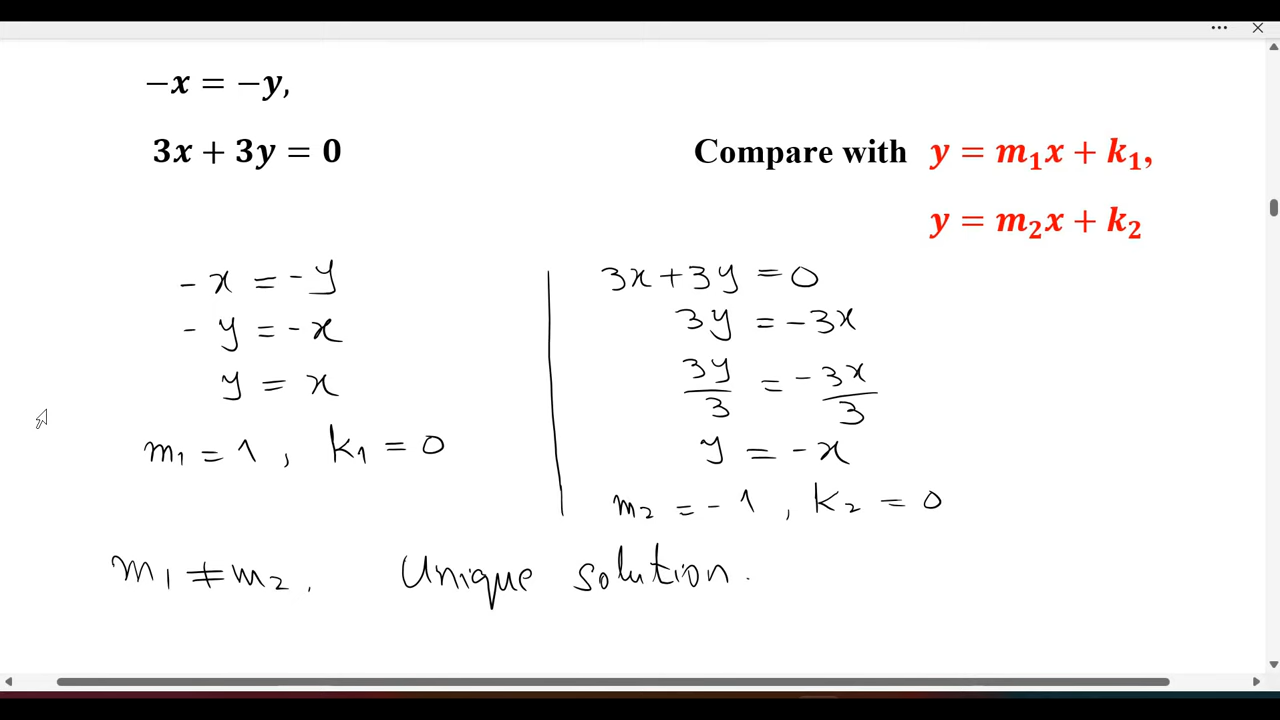 −x = −y,
3x + 3y = 0
Compare with y = m₁x + k₁,
y = m₂x + k₂
- x = - y
- y = - x
y = x
m₁ = 1 , k₁ = 0
3x + 3y = 0
3y = -3x
3y/3 = - 3x/3
y = - x
m₂ = - 1 , k₂ = 0
m₁ ≠ m₂ . Unique solution.